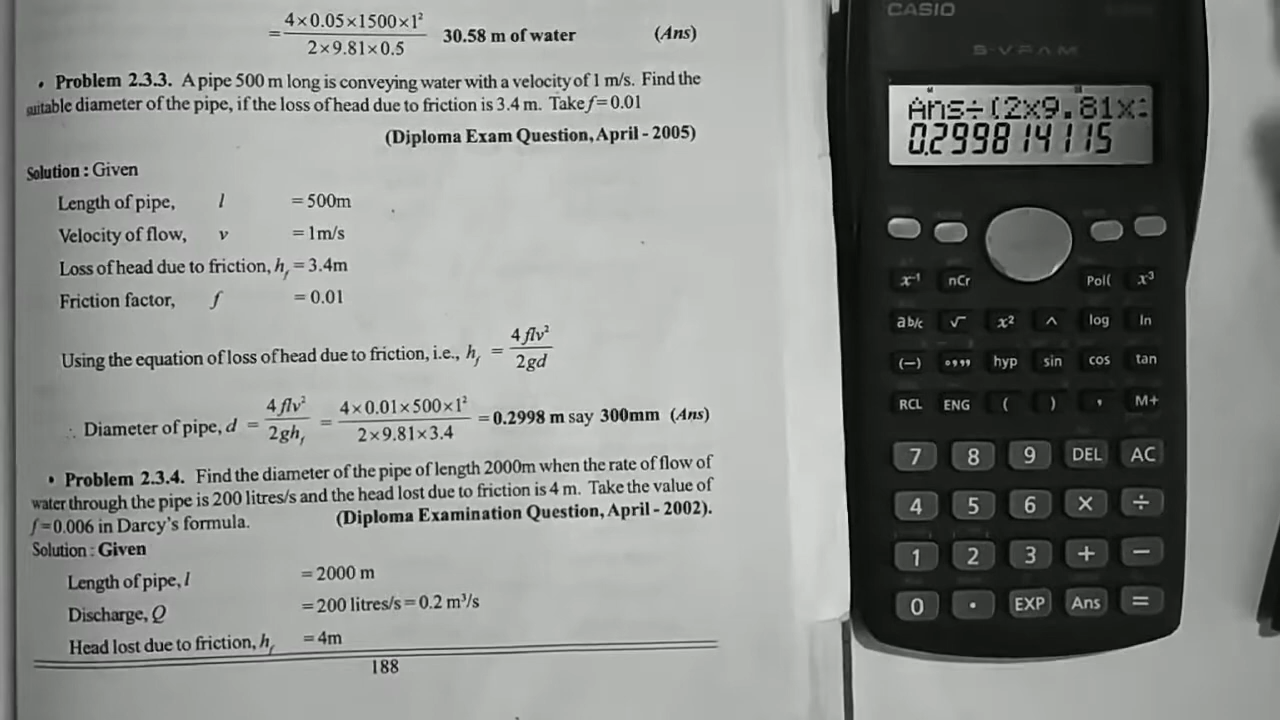 = 4×0.05×1500×1² / 2×9.81×0.5 30.58 m of water (Ans)
• Problem 2.3.3. A pipe 500 m long is conveying water with a velocity of 1 m/s. Find the
suitable diameter of the pipe, if the loss of head due to friction is 3.4 m. Take f=0.01
(Diploma Exam Question, April - 2005)
Solution : Given
Length of pipe, l = 500m
Velocity of flow, v = 1m/s
Loss of head due to friction, h_f = 3.4m
Friction factor, f = 0.01
Using the equation of loss of head due to friction, i.e., h_f = 4 flv² / 2gd
∴ Diameter of pipe, d = 4 flv² / 2gh_f = 4×0.01×500×1² / 2×9.81×3.4 = 0.2998 m say 300mm (Ans)
• Problem 2.3.4. Find the diameter of the pipe of length 2000m when the rate of flow of
water through the pipe is 200 litres/s and the head lost due to friction is 4 m. Take the value of
f=0.006 in Darcy's formula. (Diploma Examination Question, April - 2002).
Solution : Given
Length of pipe, l = 2000 m
Discharge, Q = 200 litres/s = 0.2 m³/s
Head lost due to friction, h_f = 4m
188
CASIO
S-V.P.A.M.
Ans÷(2×9.81×
0.299814115
x⁻¹ nCr Pol( x³
ab/c √ x² ^ log ln
(−) °,,, hyp sin cos tan
RCL ENG ( ) , M+
7 8 9 DEL AC
4 5 6 × ÷
1 2 3 + −
0 . EXP Ans =